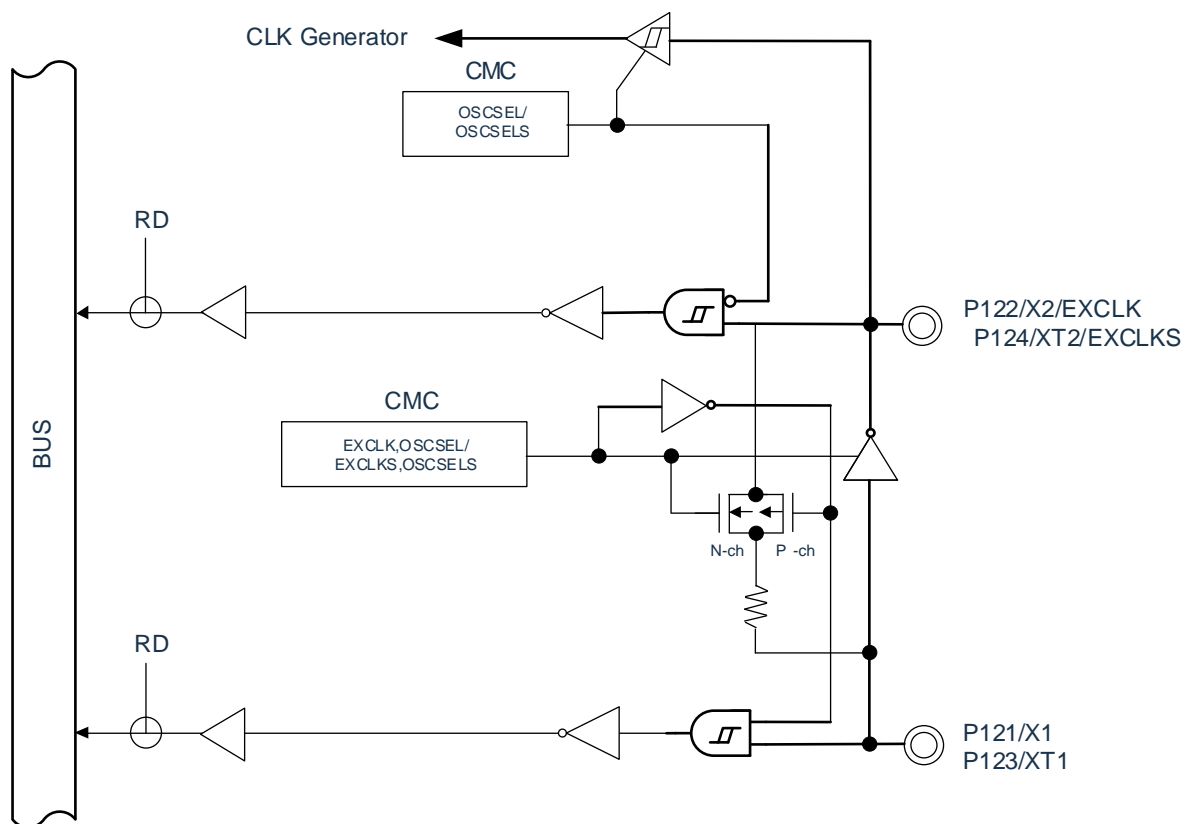 CLK Generator
CMC
OSCSEL/
OSCSELS
RD
P122/X2/EXCLK
P124/XT2/EXCLKS
CMC
EXCLK,OSCSEL/
EXCLKS,OSCSELS
BUS
N-ch
P -ch
RD
P121/X1
P123/XT1